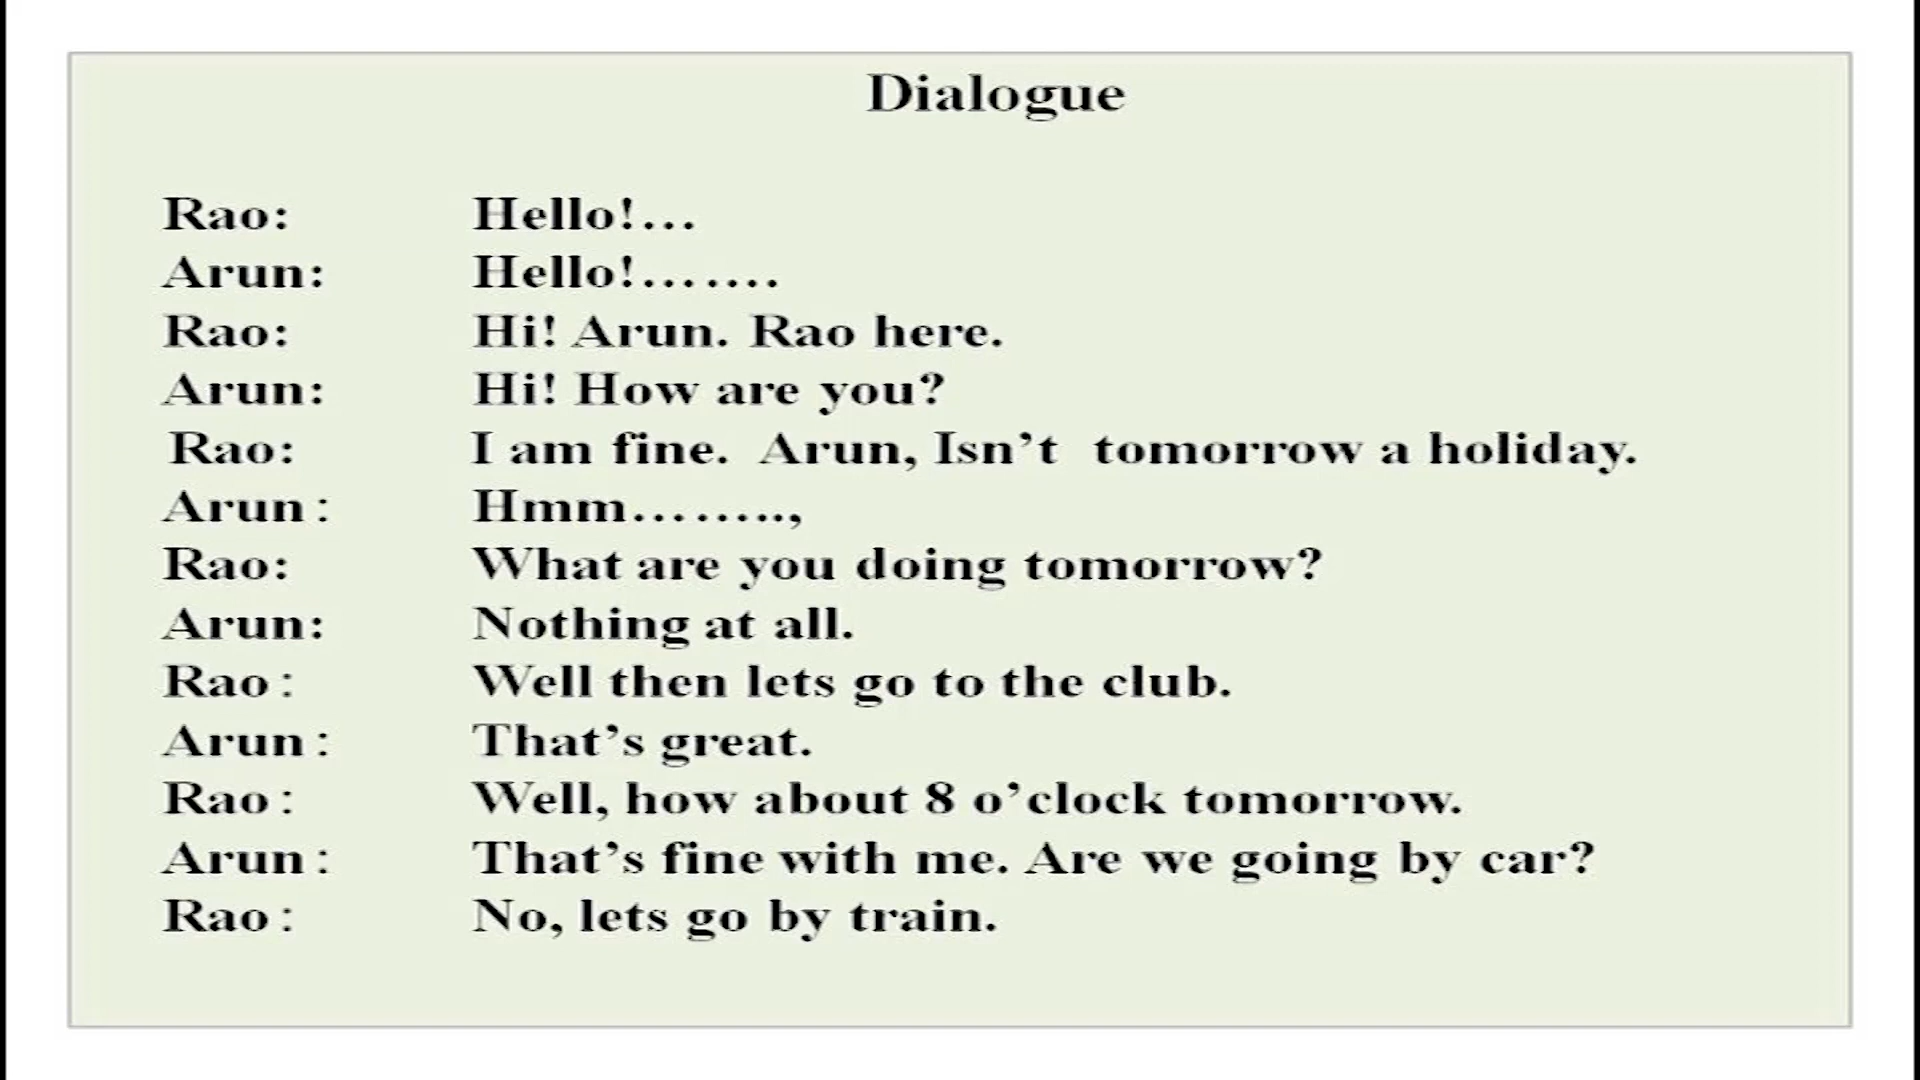 Dialogue
Rao: Hello!...
Arun: Hello!.......
Rao: Hi! Arun. Rao here.
Arun: Hi! How are you?
Rao: I am fine. Arun, Isn’t tomorrow a holiday.
Arun : Hmm……..,
Rao: What are you doing tomorrow?
Arun: Nothing at all.
Rao : Well then lets go to the club.
Arun : That’s great.
Rao : Well, how about 8 o’clock tomorrow.
Arun : That’s fine with me. Are we going by car?
Rao : No, lets go by train.